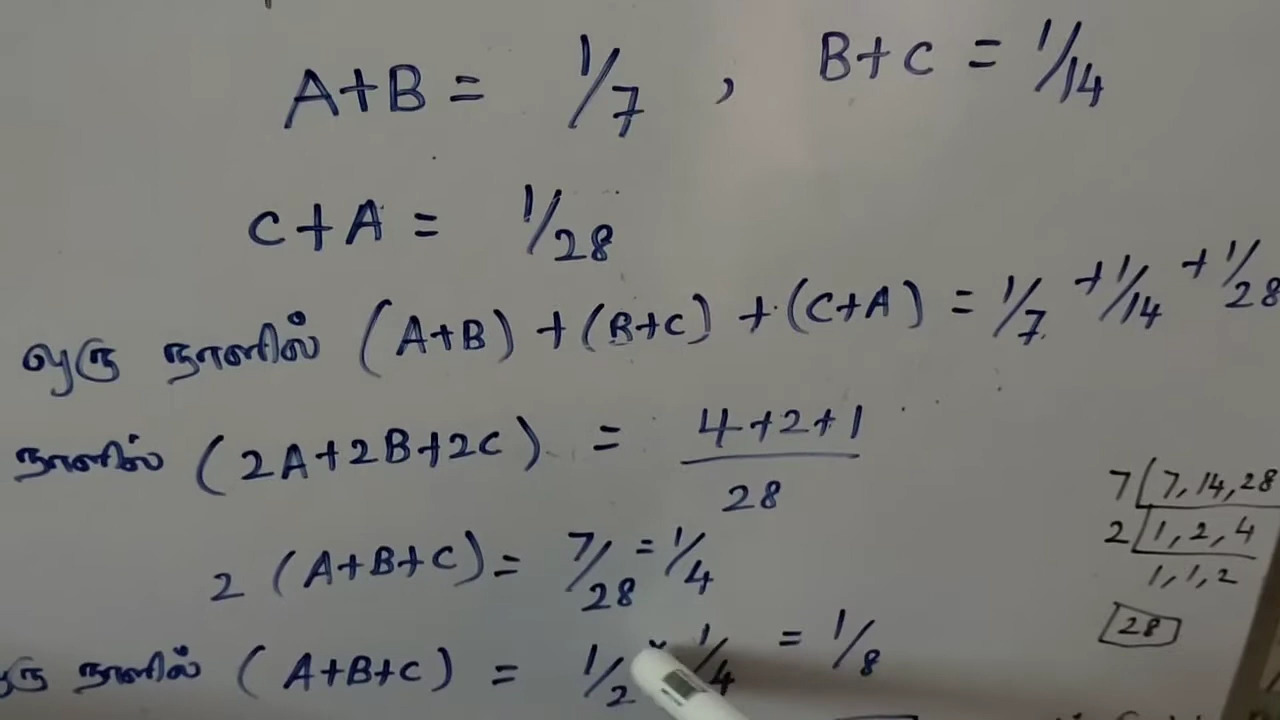 A+B = 1/7 , B+C = 1/14
C+A = 1/28
ஒரு நாளில் (A+B) + (B+C) + (C+A) = 1/7 + 1/14 + 1/28
நாளில் (2A+2B+2C) = 4+2+1 / 28
2 (A+B+C) = 7/28 = 1/4
நாளில் (A+B+C) = 1/2 × 1/4 = 1/8
7 | 7, 14, 28
2 | 1, 2, 4
1, 1, 2
28